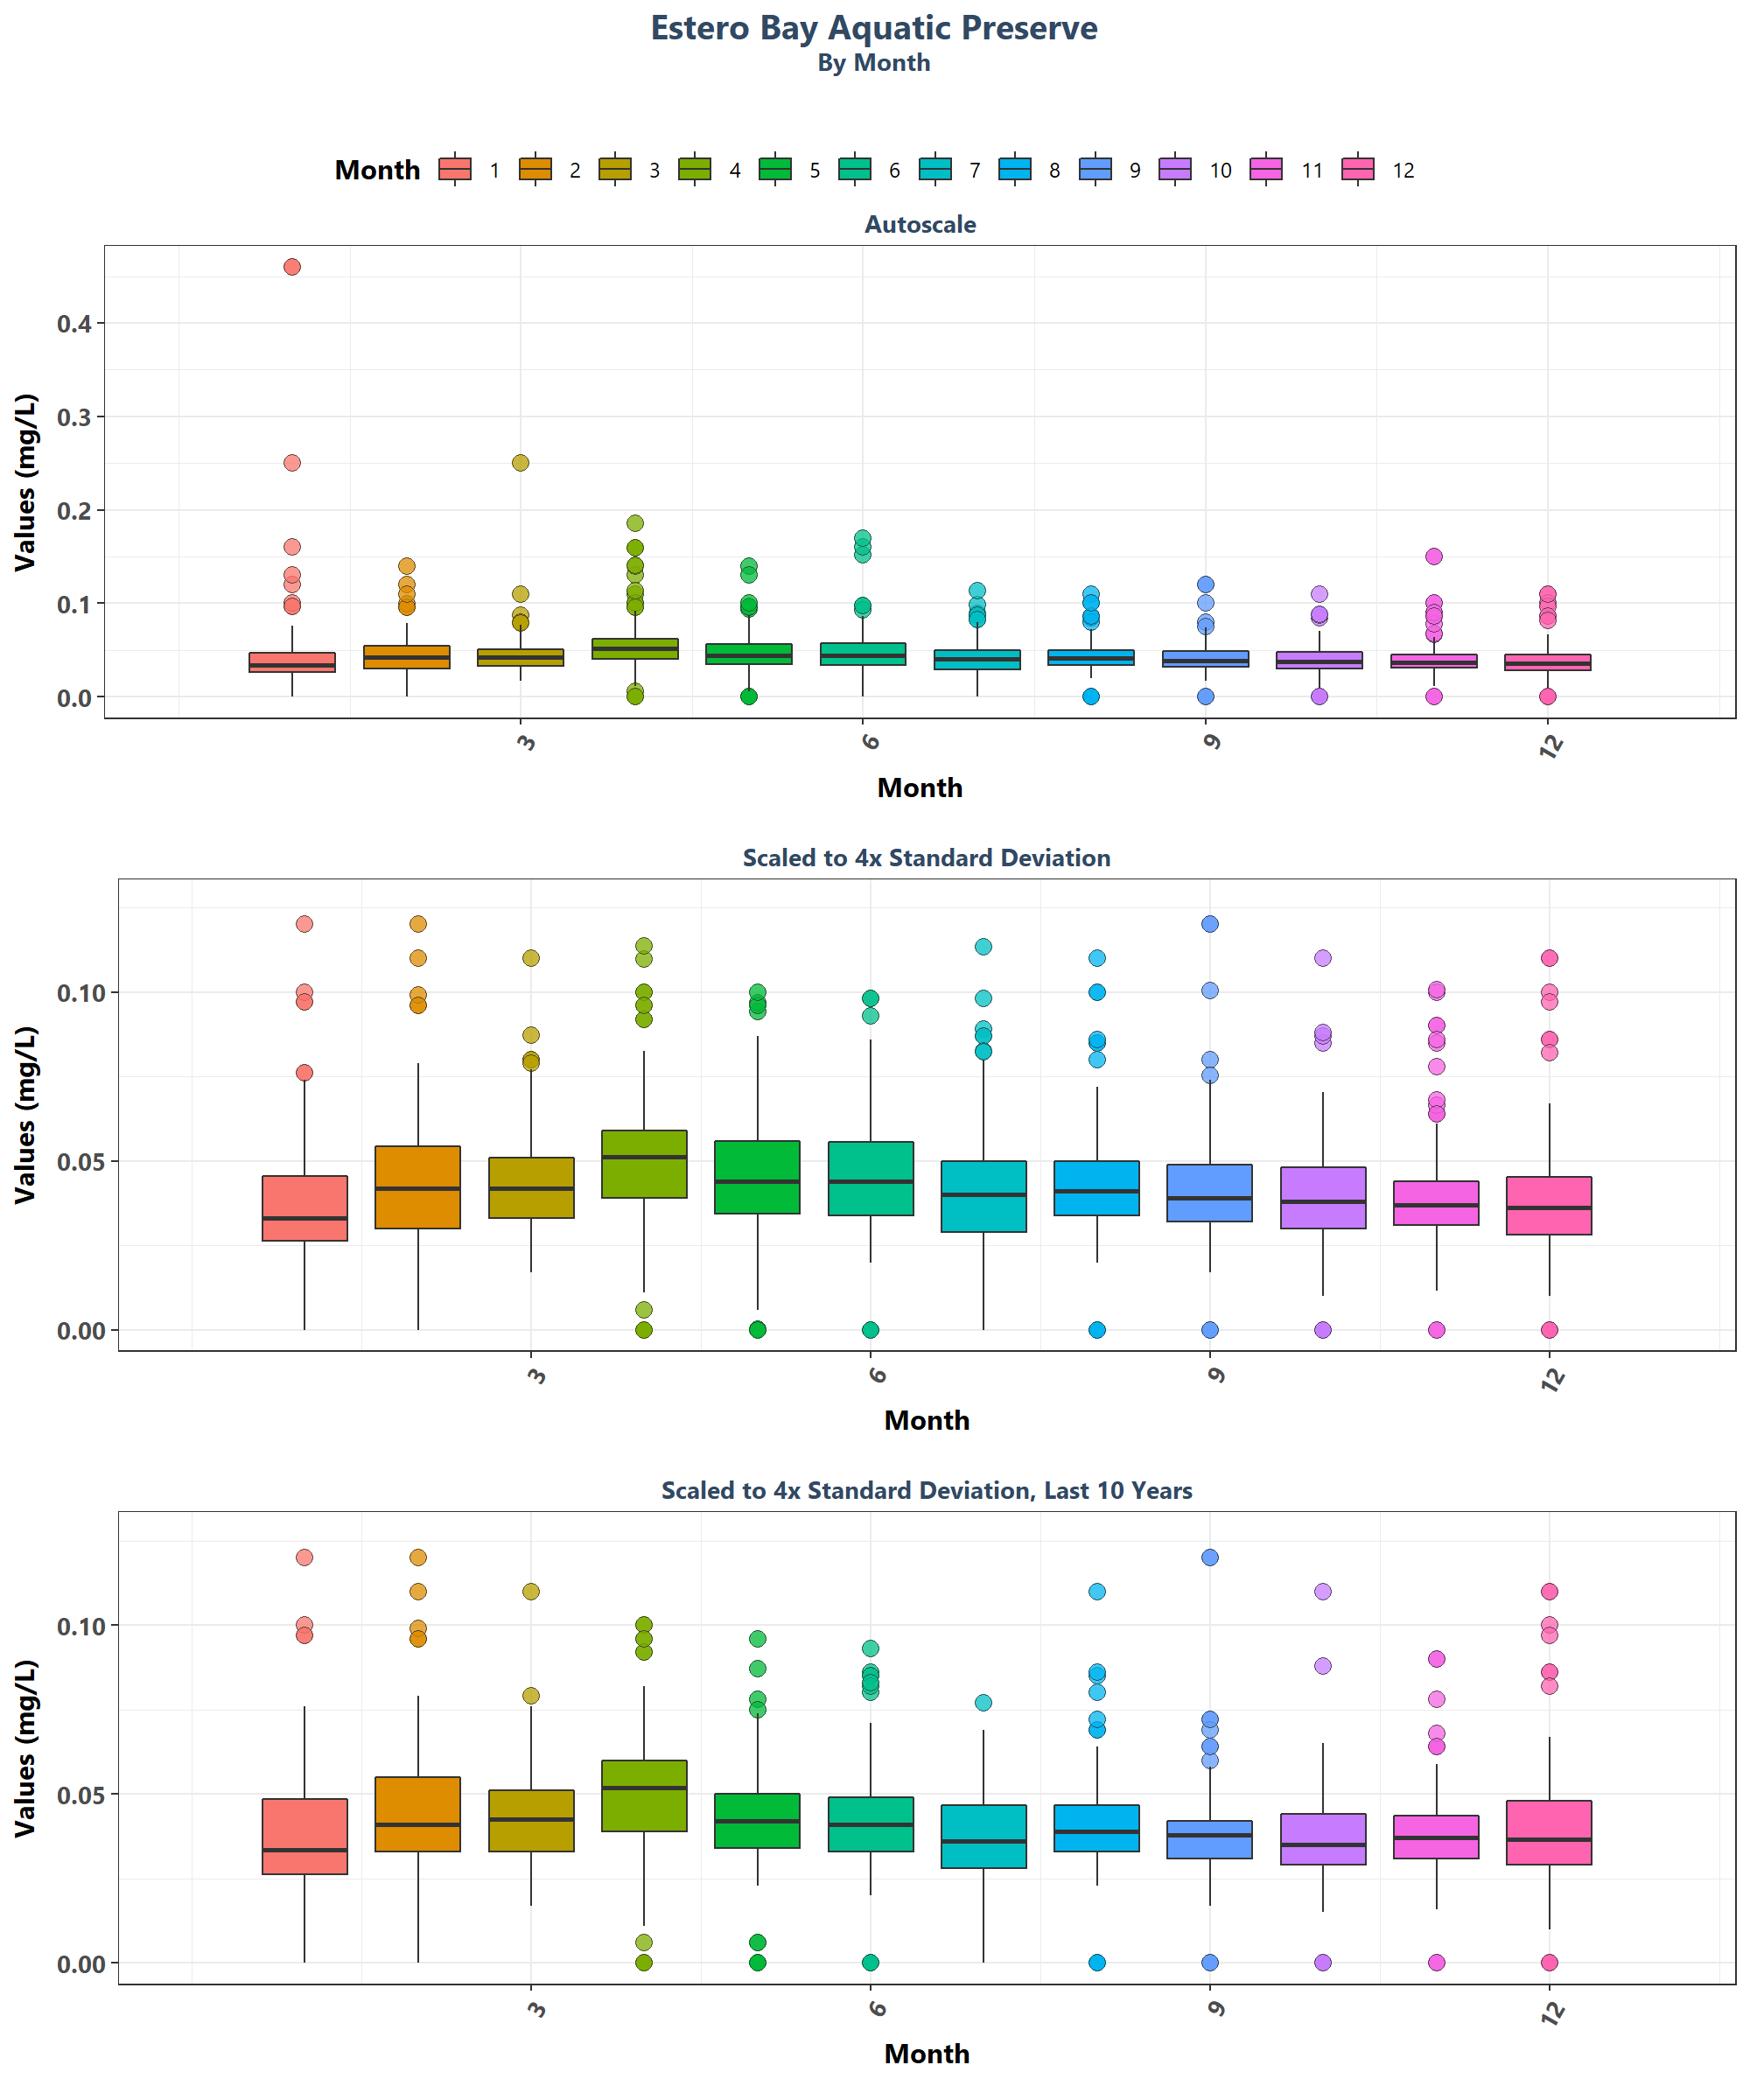 Estero Bay Aquatic Preserve
By Month
Month 1 2 3 4 5 6 7 8 9 10 11 12
Autoscale
Values (mg/L)
0.4
0.3
0.2
0.1
0.0
3 6 9 12
Month
Scaled to 4x Standard Deviation
Values (mg/L)
0.10
0.05
0.00
3 6 9 12
Month
Scaled to 4x Standard Deviation, Last 10 Years
Values (mg/L)
0.10
0.05
0.00
3 6 9 12
Month